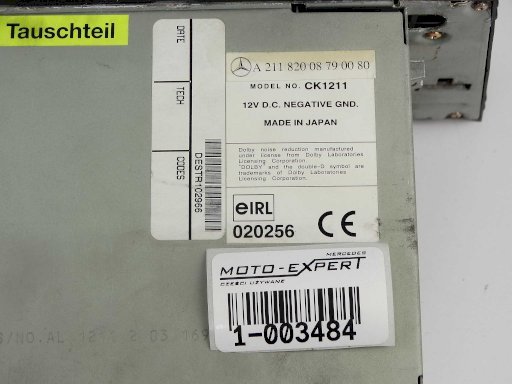 Tauschteil
DATE
TECH
CODES
DESTR102966
A 211 820 08 79 00 80
MODEL NO. CK1211
12V D.C. NEGATIVE GND.
MADE IN JAPAN
Dolby noise reduction manufactured
under license from Dolby Laboratories
Licensing Corporation.
"DOLBY" and the double-D symbol are
trademarks of Dolby Laboratories
Licensing Corporation.
eIRL
020256 CE
MERCEDES
MOTO-EXPERT
CZĘŚCI UŻYWANE
1-003484